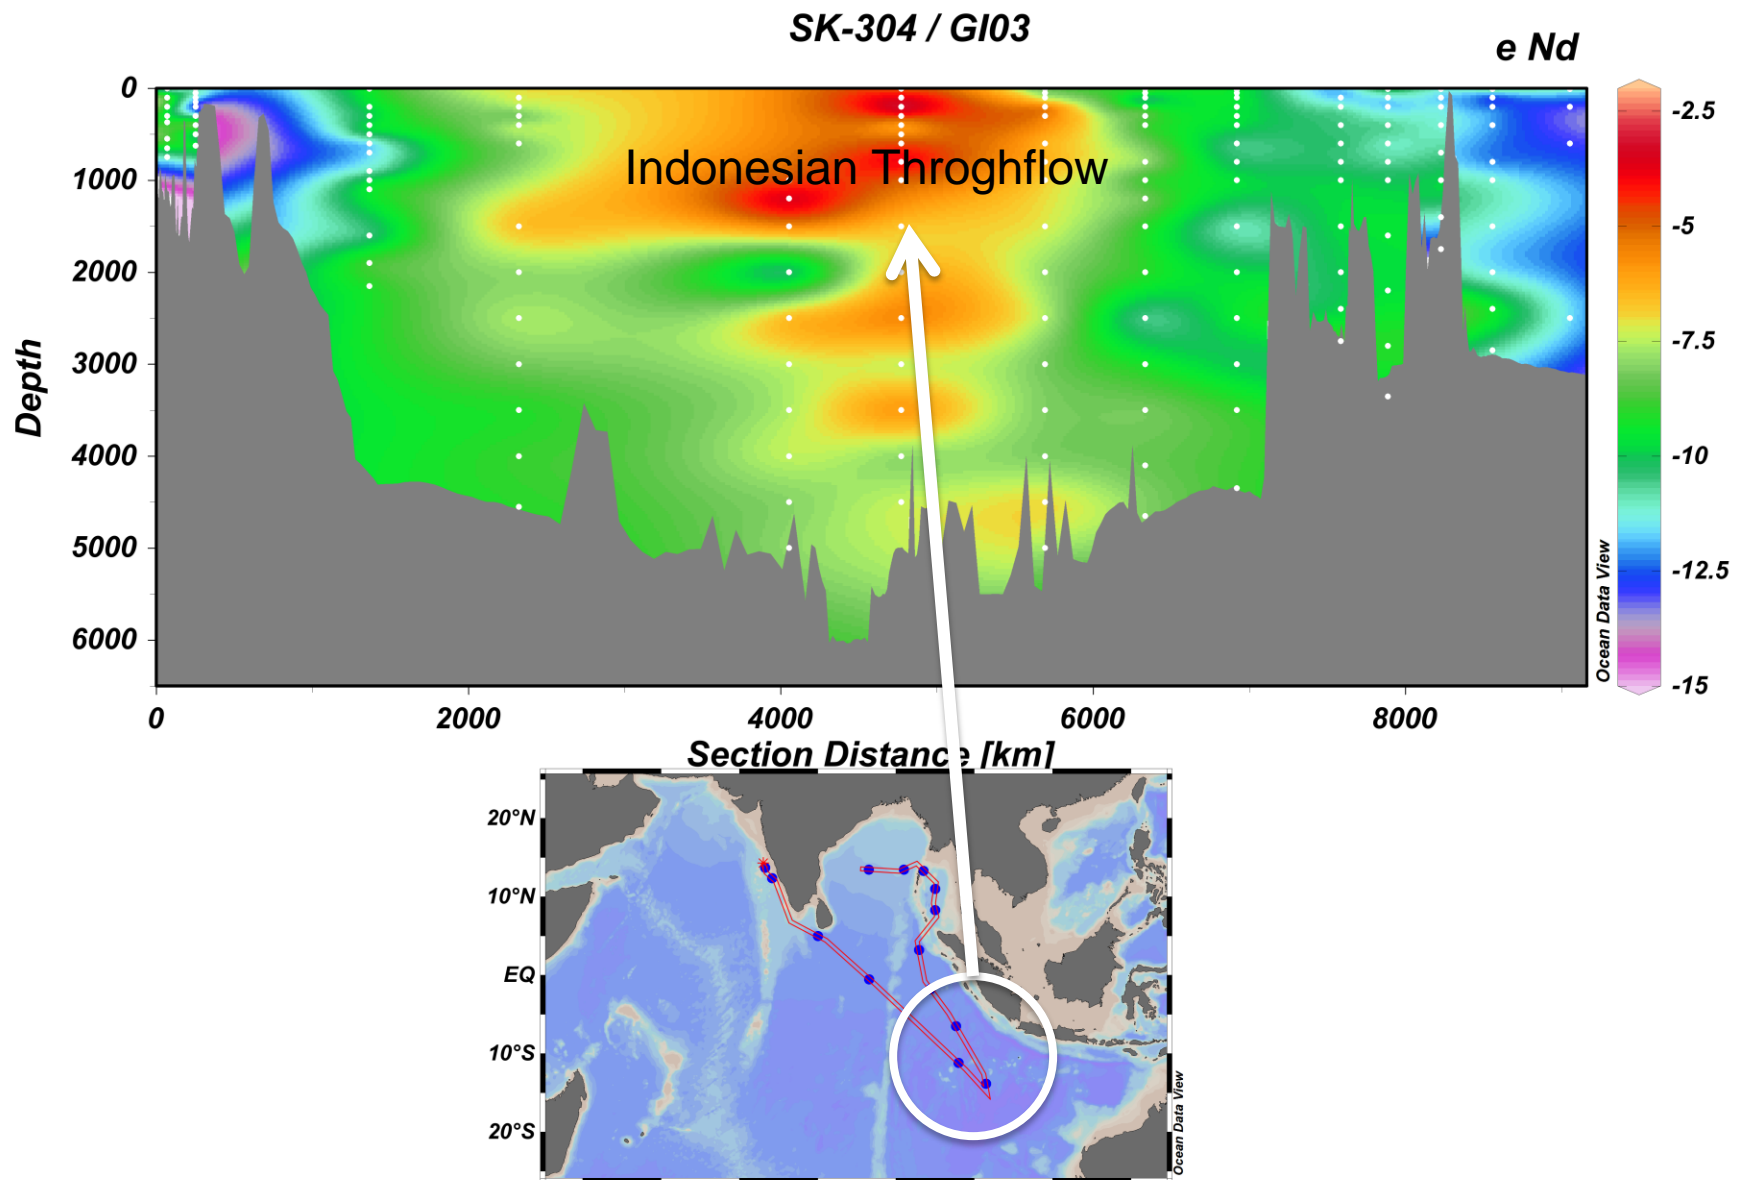 SK-304 / GI03
e Nd
0
1000
2000
3000
4000
5000
6000
Depth
Indonesian Throghflow
-2.5
-5
-7.5
-10
-12.5
-15
Ocean Data View
0 2000 4000 6000 8000
Section Distance [km]
20°N
10°N
EQ
10°S
20°S
Ocean Data View